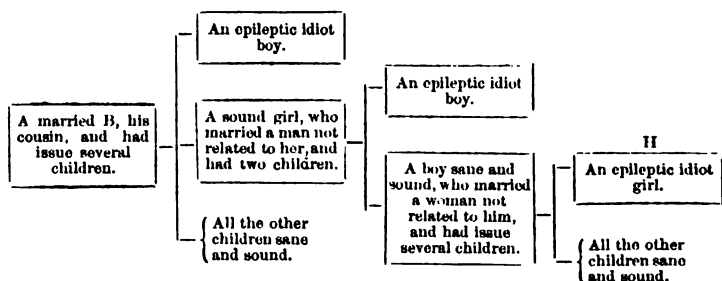 An epileptic idiot
boy.
A married B, his
cousin, and had
issue several
children.
A sound girl, who
married a man not
related to her, and
had two children.
All the other
children sane
and sound.
An epileptic idiot
boy.
A boy sane and
sound, who married
a woman not
related to him,
and had issue
several children.
H
An epileptic idiot
girl.
All the other
children sane
and sound.